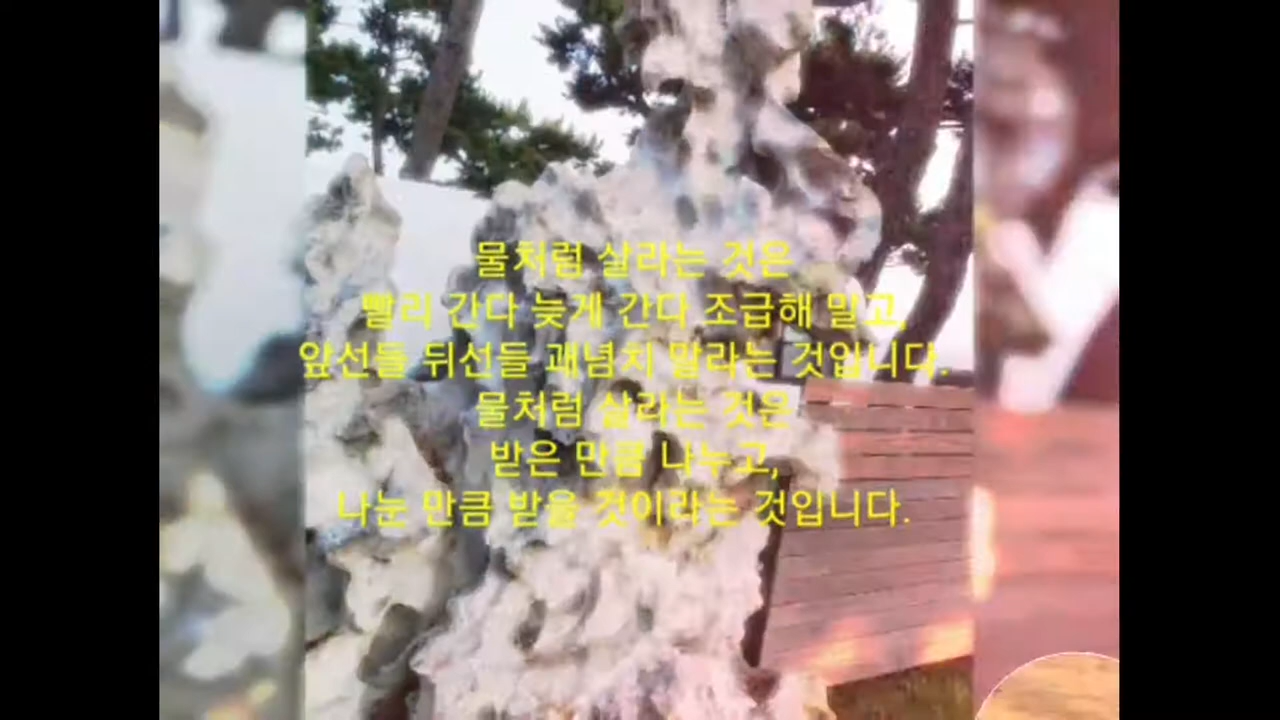 물처럼 살라는 것은
빨리 간다 늦게 간다 조급해 말고,
앞선들 뒤선들 괘념치 말라는 것입니다.
물처럼 살라는 것은
받은 만큼 나누고,
나눈 만큼 받을 것이라는 것입니다.